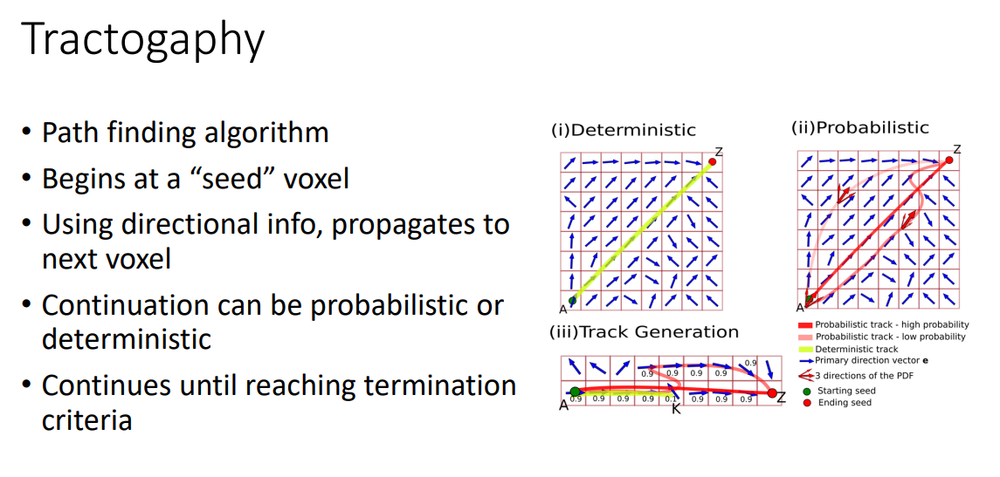 Tractogaphy
• Path finding algorithm
• Begins at a “seed” voxel
• Using directional info, propagates to
next voxel
• Continuation can be probabilistic or
deterministic
• Continues until reaching termination
criteria
(i)Deterministic
Z
A
(ii)Probabilistic
Z
A
(iii)Track Generation
0.9
0.9 0.9 0.9 0.9
A 0.9 0.9 0.9 0.9 0.1 0.9 0.9 0.9 Z
K
Probabilistic track - high probability
Probabilistic track - low probability
Deterministic track
Primary direction vector e
3 directions of the PDF
Starting seed
Ending seed